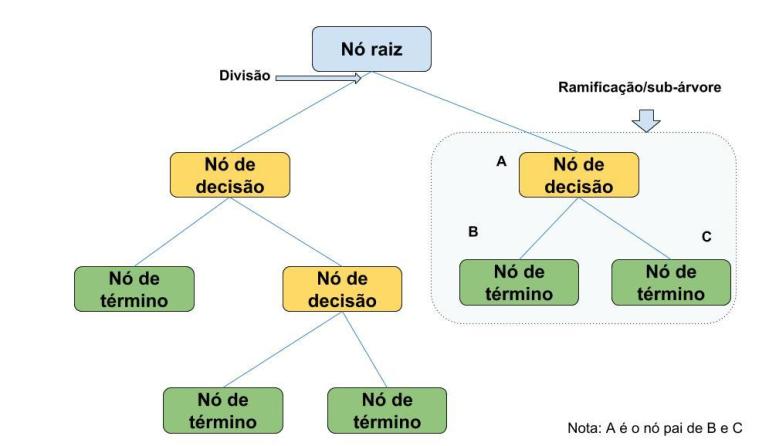 Nó raiz
Divisão
Ramificação/sub-árvore
Nó de
decisão
A
Nó de
decisão
B
C
Nó de
término
Nó de
decisão
Nó de
término
Nó de
término
Nó de
término
Nó de
término
Nota: A é o nó pai de B e C